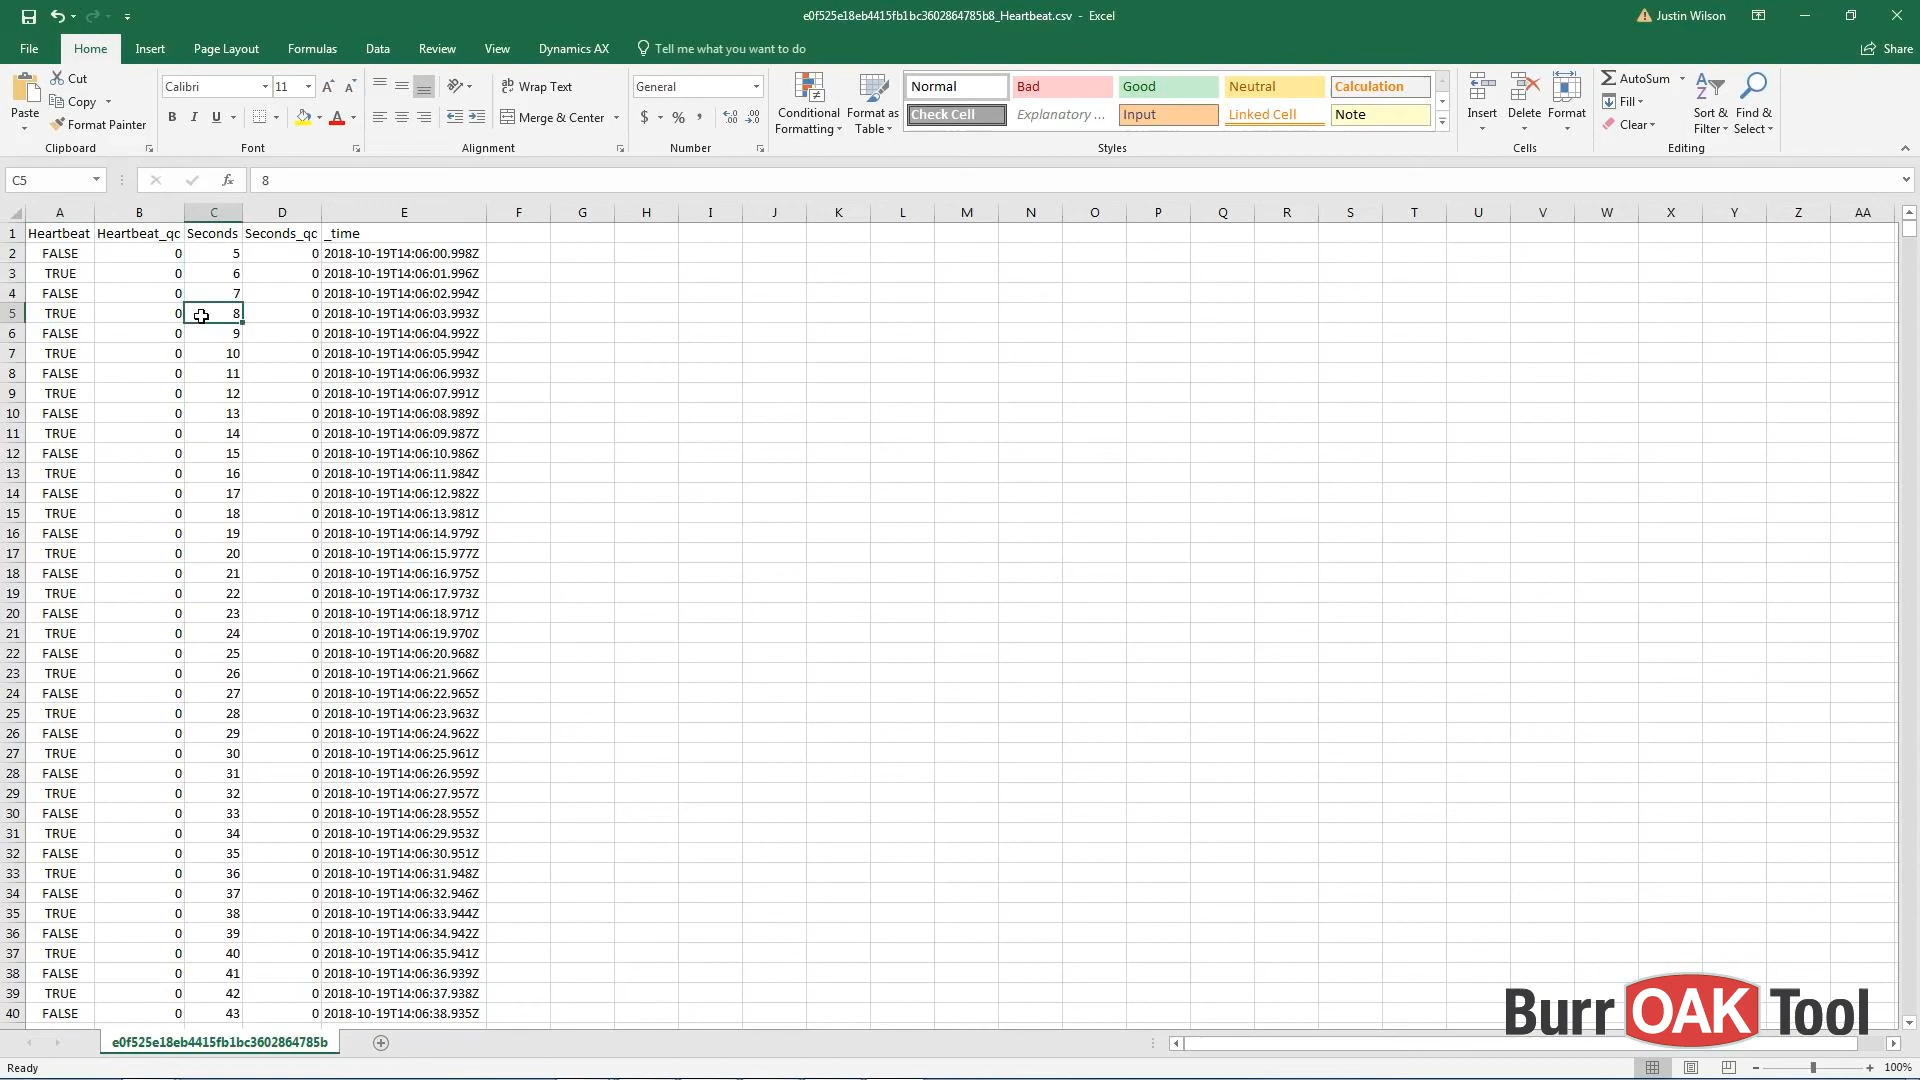 e0f525e18eb4415fb1bc3602864785b8_Heartbeat.csv - Excel
Justin Wilson
File Home Insert Page Layout Formulas Data Review View Dynamics AX Tell me what you want to do Share
Paste
Cut
Copy
Format Painter
Clipboard
Calibri 11
B I U
Font
Wrap Text
Merge & Center
Alignment
General
$ % ,
Number
Conditional Formatting
Format as Table
Normal Bad Good Neutral Calculation
Check Cell Explanatory ... Input Linked Cell Note
Styles
Insert Delete Format
Cells
AutoSum
Fill
Clear
Sort & Filter
Find & Select
Editing
C5 fx 8
A B C D E F G H I J K L M N O P Q R S T U V W X Y Z AA
1 Heartbeat Heartbeat_qc Seconds Seconds_qc _time
2 FALSE 0 5 0 2018-10-19T14:06:00.998Z
3 TRUE 0 6 0 2018-10-19T14:06:01.996Z
4 FALSE 0 7 0 2018-10-19T14:06:02.994Z
5 TRUE 0 8 0 2018-10-19T14:06:03.993Z
6 FALSE 0 9 0 2018-10-19T14:06:04.992Z
7 TRUE 0 10 0 2018-10-19T14:06:05.994Z
8 FALSE 0 11 0 2018-10-19T14:06:06.993Z
9 TRUE 0 12 0 2018-10-19T14:06:07.991Z
10 FALSE 0 13 0 2018-10-19T14:06:08.989Z
11 TRUE 0 14 0 2018-10-19T14:06:09.987Z
12 FALSE 0 15 0 2018-10-19T14:06:10.986Z
13 TRUE 0 16 0 2018-10-19T14:06:11.984Z
14 FALSE 0 17 0 2018-10-19T14:06:12.982Z
15 TRUE 0 18 0 2018-10-19T14:06:13.981Z
16 FALSE 0 19 0 2018-10-19T14:06:14.979Z
17 TRUE 0 20 0 2018-10-19T14:06:15.977Z
18 FALSE 0 21 0 2018-10-19T14:06:16.975Z
19 TRUE 0 22 0 2018-10-19T14:06:17.973Z
20 FALSE 0 23 0 2018-10-19T14:06:18.971Z
21 TRUE 0 24 0 2018-10-19T14:06:19.970Z
22 FALSE 0 25 0 2018-10-19T14:06:20.968Z
23 TRUE 0 26 0 2018-10-19T14:06:21.966Z
24 FALSE 0 27 0 2018-10-19T14:06:22.965Z
25 TRUE 0 28 0 2018-10-19T14:06:23.963Z
26 FALSE 0 29 0 2018-10-19T14:06:24.962Z
27 TRUE 0 30 0 2018-10-19T14:06:25.961Z
28 FALSE 0 31 0 2018-10-19T14:06:26.959Z
29 TRUE 0 32 0 2018-10-19T14:06:27.957Z
30 FALSE 0 33 0 2018-10-19T14:06:28.955Z
31 TRUE 0 34 0 2018-10-19T14:06:29.953Z
32 FALSE 0 35 0 2018-10-19T14:06:30.951Z
33 TRUE 0 36 0 2018-10-19T14:06:31.948Z
34 FALSE 0 37 0 2018-10-19T14:06:32.946Z
35 TRUE 0 38 0 2018-10-19T14:06:33.944Z
36 FALSE 0 39 0 2018-10-19T14:06:34.942Z
37 TRUE 0 40 0 2018-10-19T14:06:35.941Z
38 FALSE 0 41 0 2018-10-19T14:06:36.939Z
39 TRUE 0 42 0 2018-10-19T14:06:37.938Z
40 FALSE 0 43 0 2018-10-19T14:06:38.935Z
Burr OAK Tool
e0f525e18eb4415fb1bc3602864785b
Ready 100%